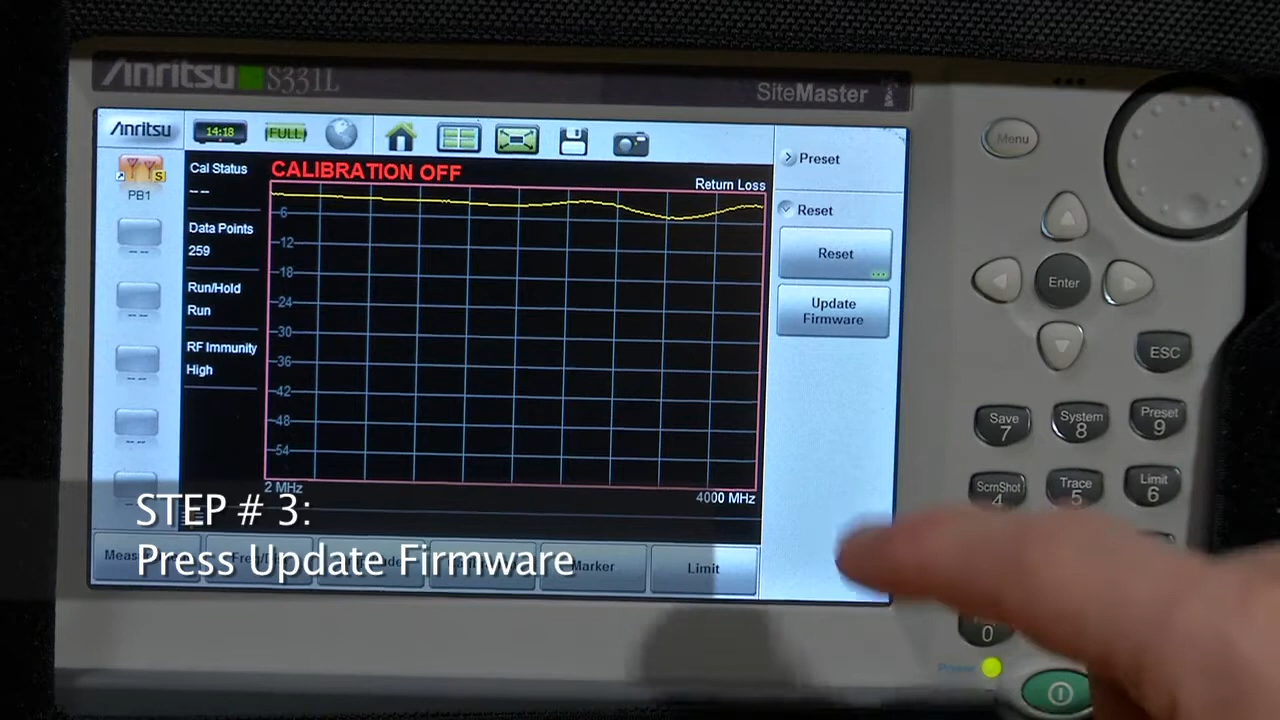 Anritsu S331L
SiteMaster
Anritsu
14:18
FULL
PB1
-- --
-- --
-- --
-- --
Cal Status
-- --
Data Points
259
Run/Hold
Run
RF Immunity
High
CALIBRATION OFF
Return Loss
-6
-12
-18
-24
-30
-36
-42
-48
-54
2 MHz
4000 MHz
Preset
Reset
Reset
Update
Firmware
Marker
Limit
STEP # 3:
Press Update Firmware
Menu
Enter
ESC
Save
7
System
8
Preset
9
ScrnShot
4
Trace
5
Limit
6
0
Power